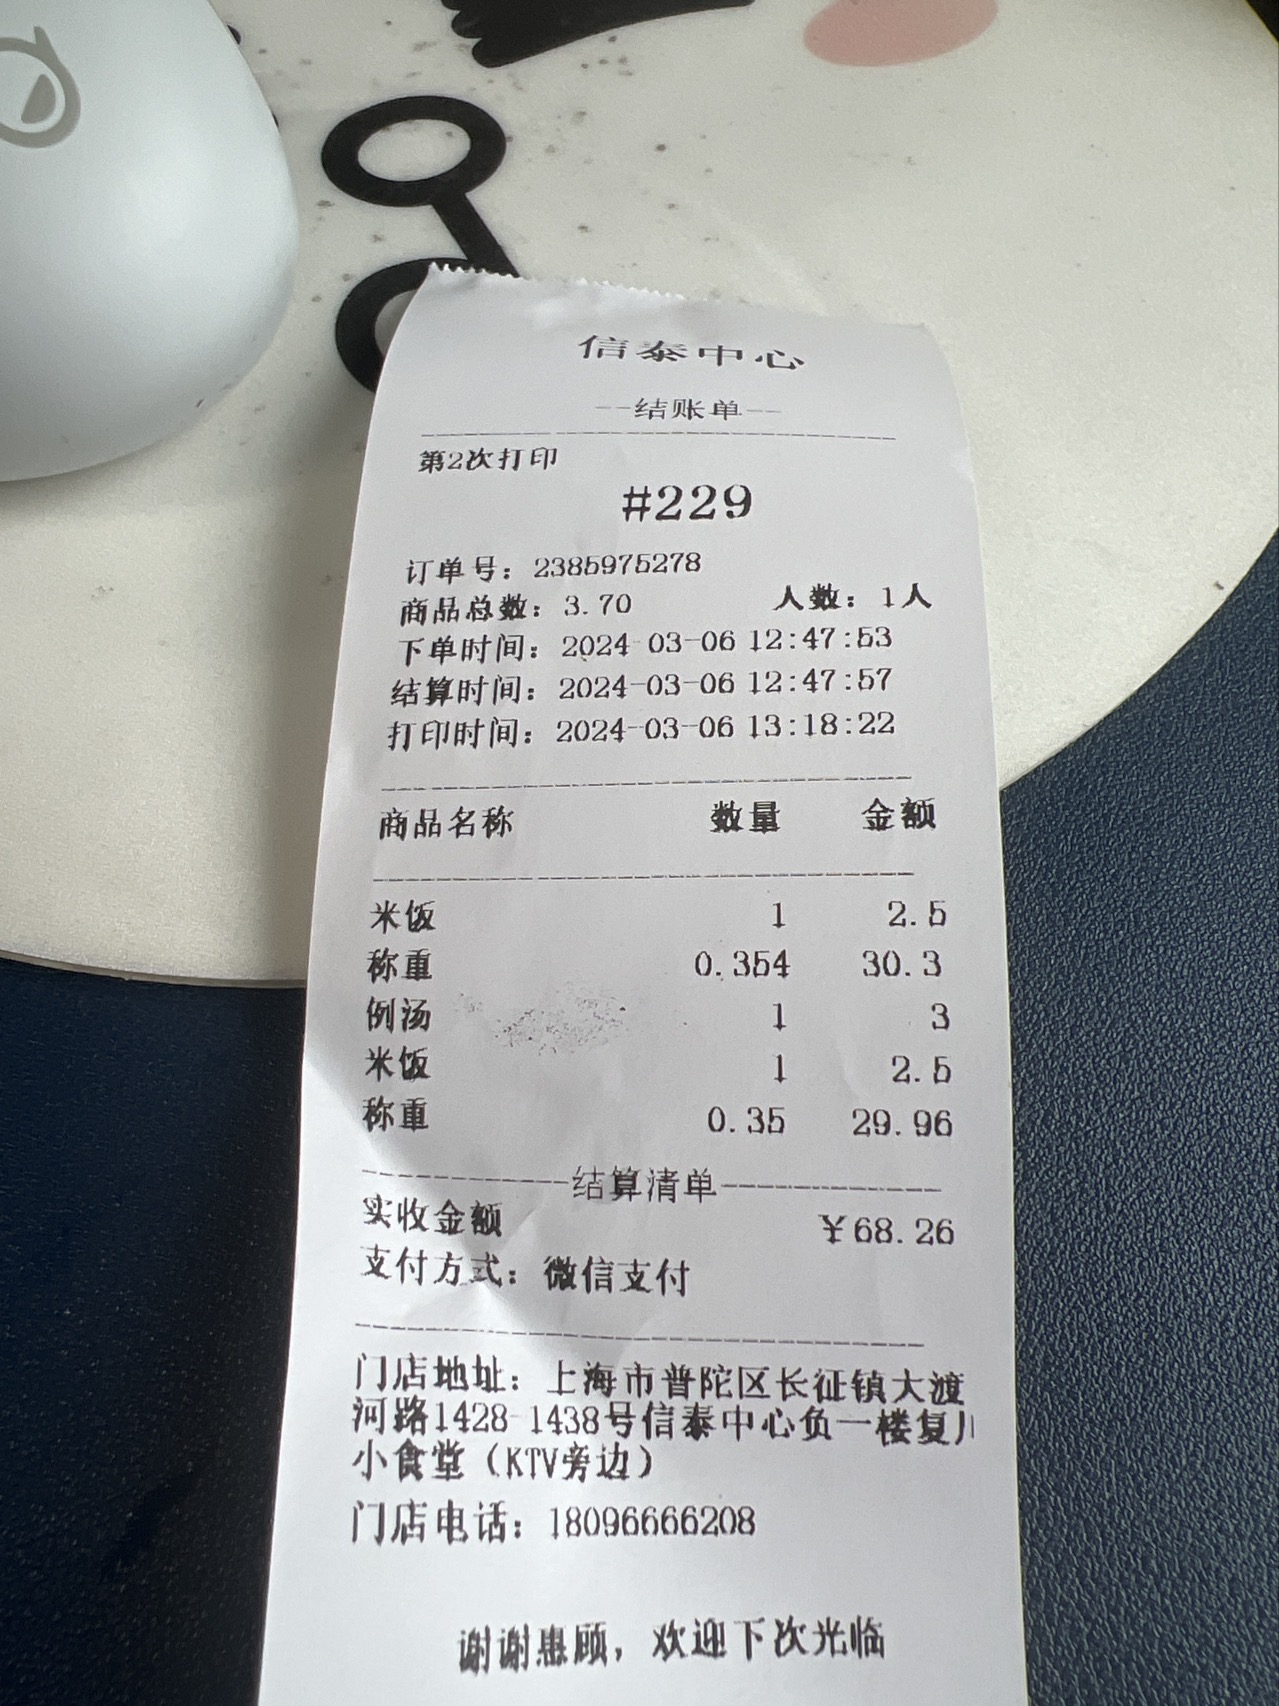 信泰中心
--结账单--
第2次打印
#229
订单号：2385975278
商品总数：3.70 人数：1人
下单时间：2024-03-06 12:47:53
结算时间：2024-03-06 12:47:57
打印时间：2024-03-06 13:18:22
商品名称 数量 金额
米饭 1 2.5
称重 0.354 30.3
例汤 1 3
米饭 1 2.5
称重 0.35 29.96
结算清单
实收金额 ￥68.26
支付方式：微信支付
门店地址：上海市普陀区长征镇大渡
河路1428-1438号信泰中心负一楼复
小食堂（KTV旁边）
门店电话：18096666208
谢谢惠顾，欢迎下次光临